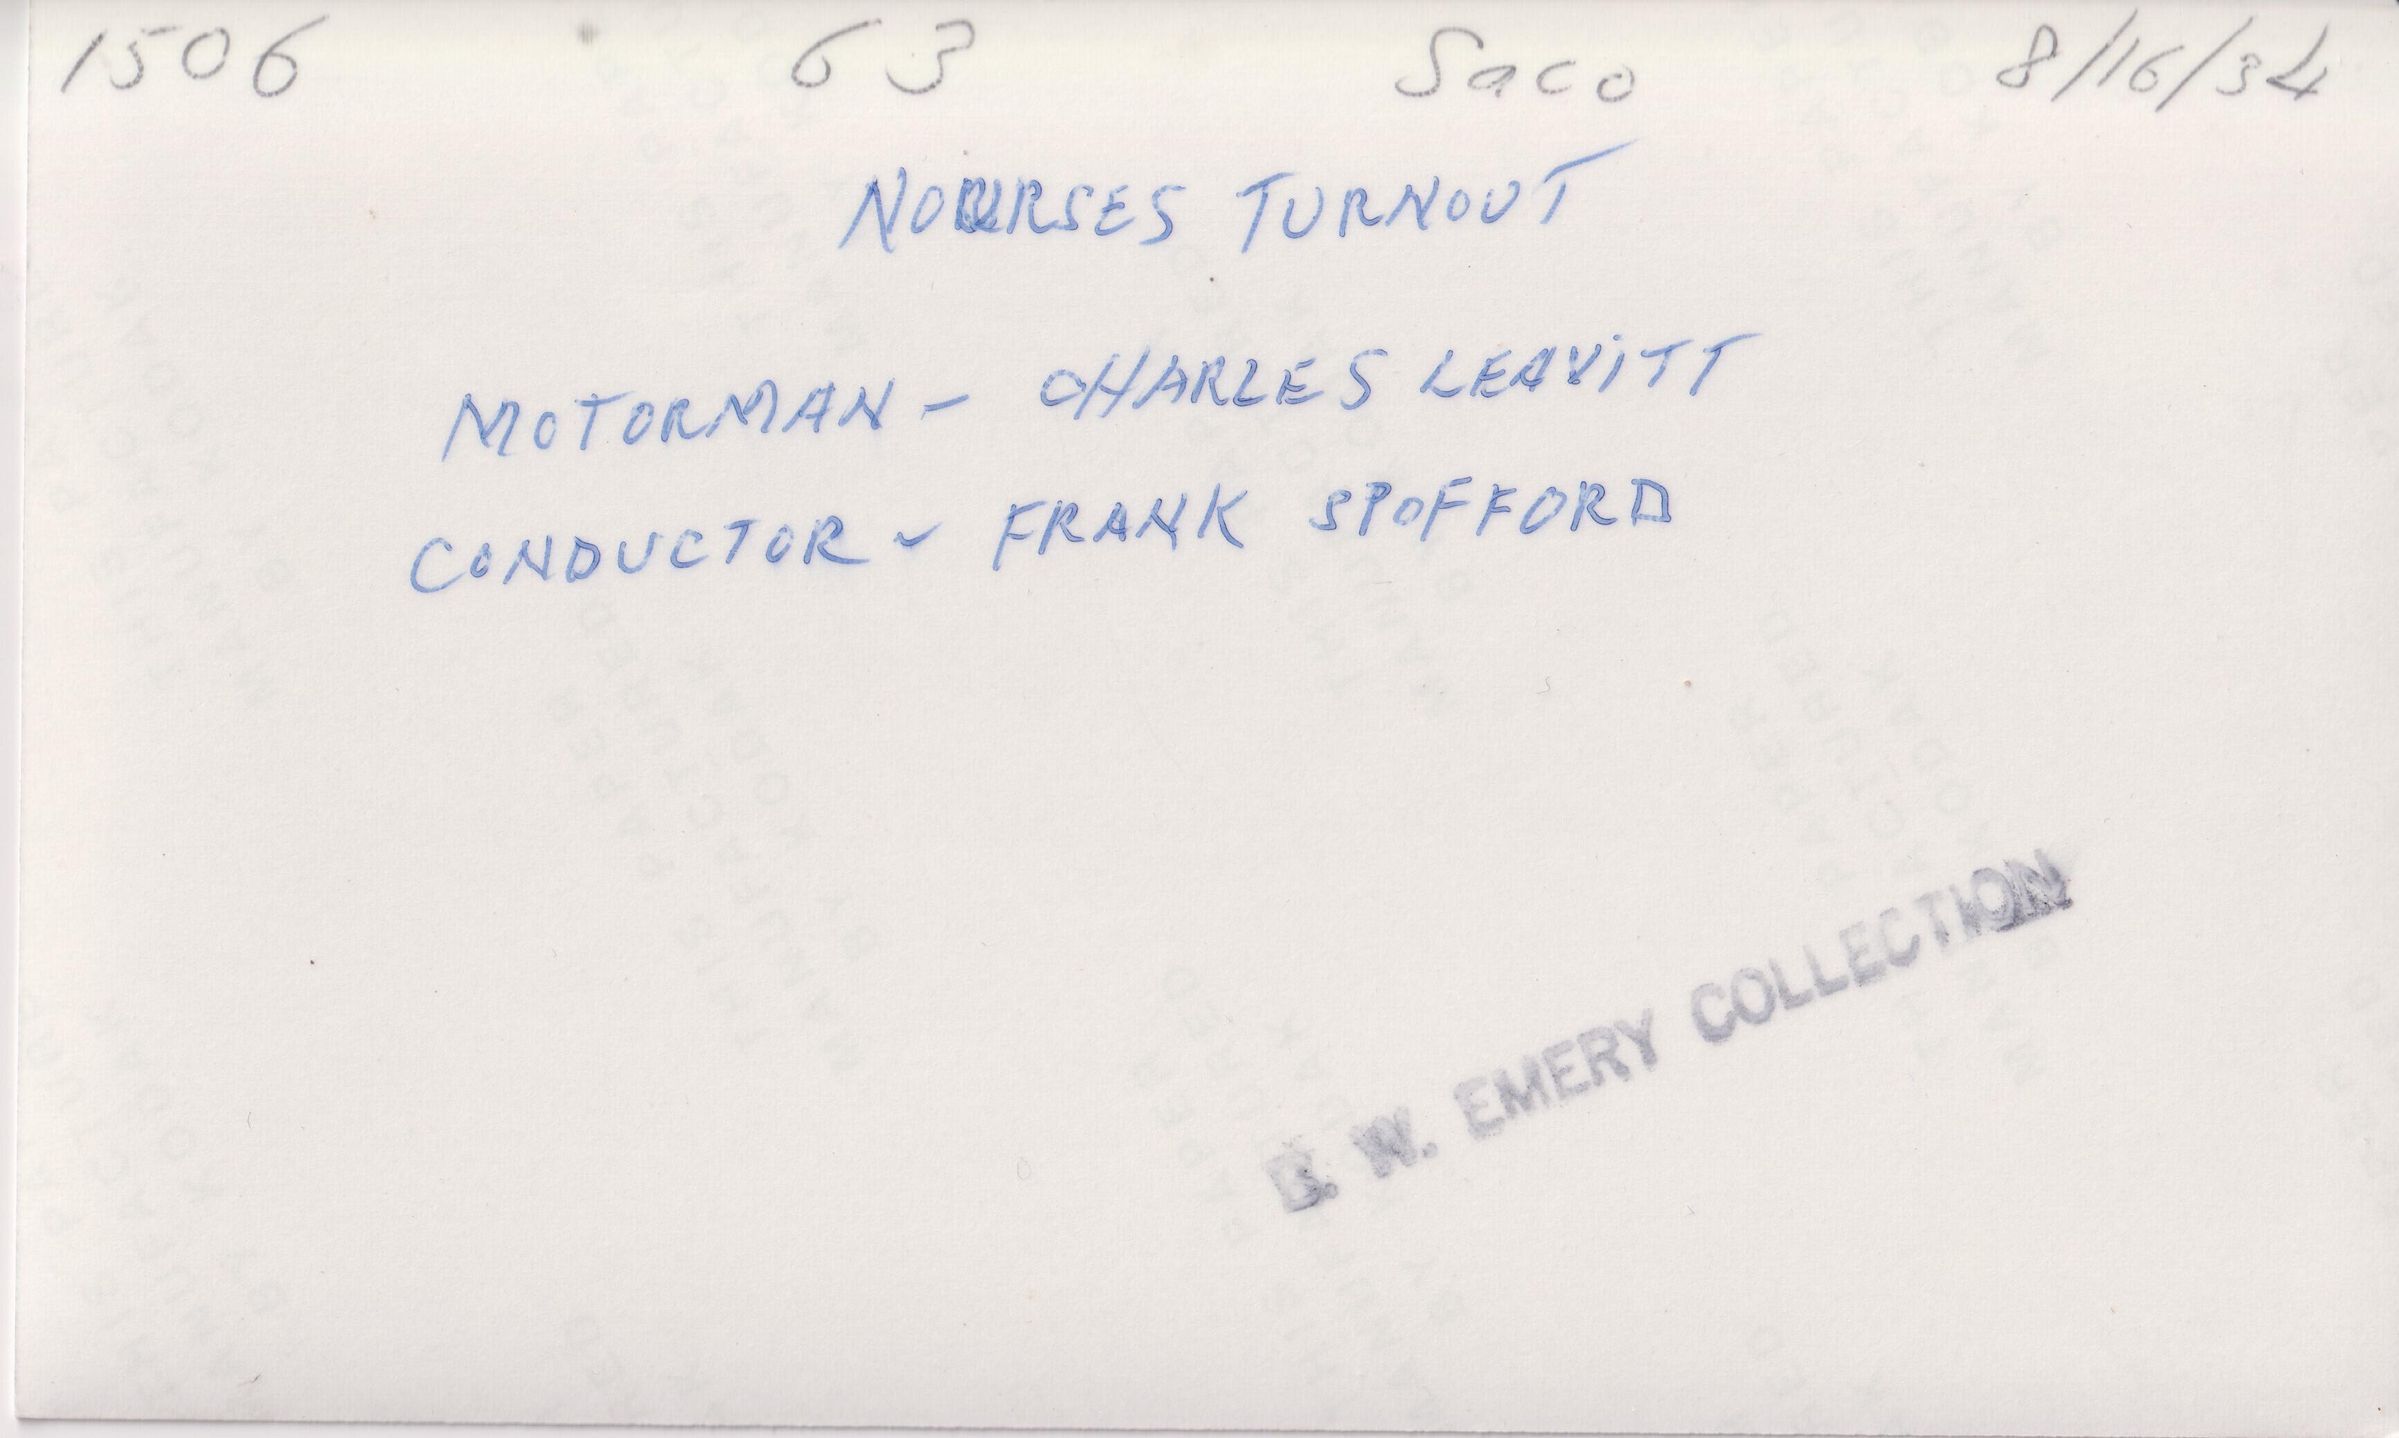 1506 63 Saco 8/16/34
NOURSES TURNOUT
MOTORMAN - CHARLES LEAVITT
CONDUCTOR - FRANK SPOFFORD
W. EMERY COLLECTION